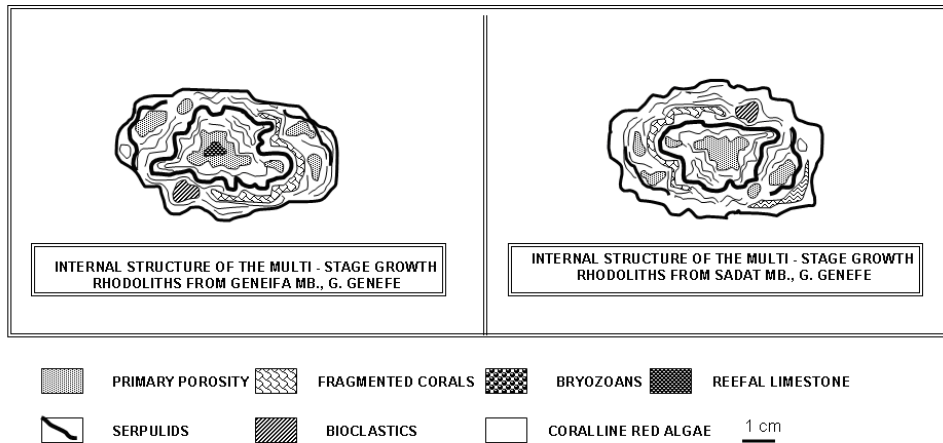 INTERNAL STRUCTURE OF THE MULTI - STAGE GROWTH
RHODOLITHS FROM GENEIFA MB., G. GENEFE
INTERNAL STRUCTURE OF THE MULTI - STAGE GROWTH
RHODOLITHS FROM SADAT MB., G. GENEFE
PRIMARY POROSITY
FRAGMENTED CORALS
BRYOZOANS
REEFAL LIMESTONE
SERPULIDS
BIOCLASTICS
CORALLINE RED ALGAE
1 cm